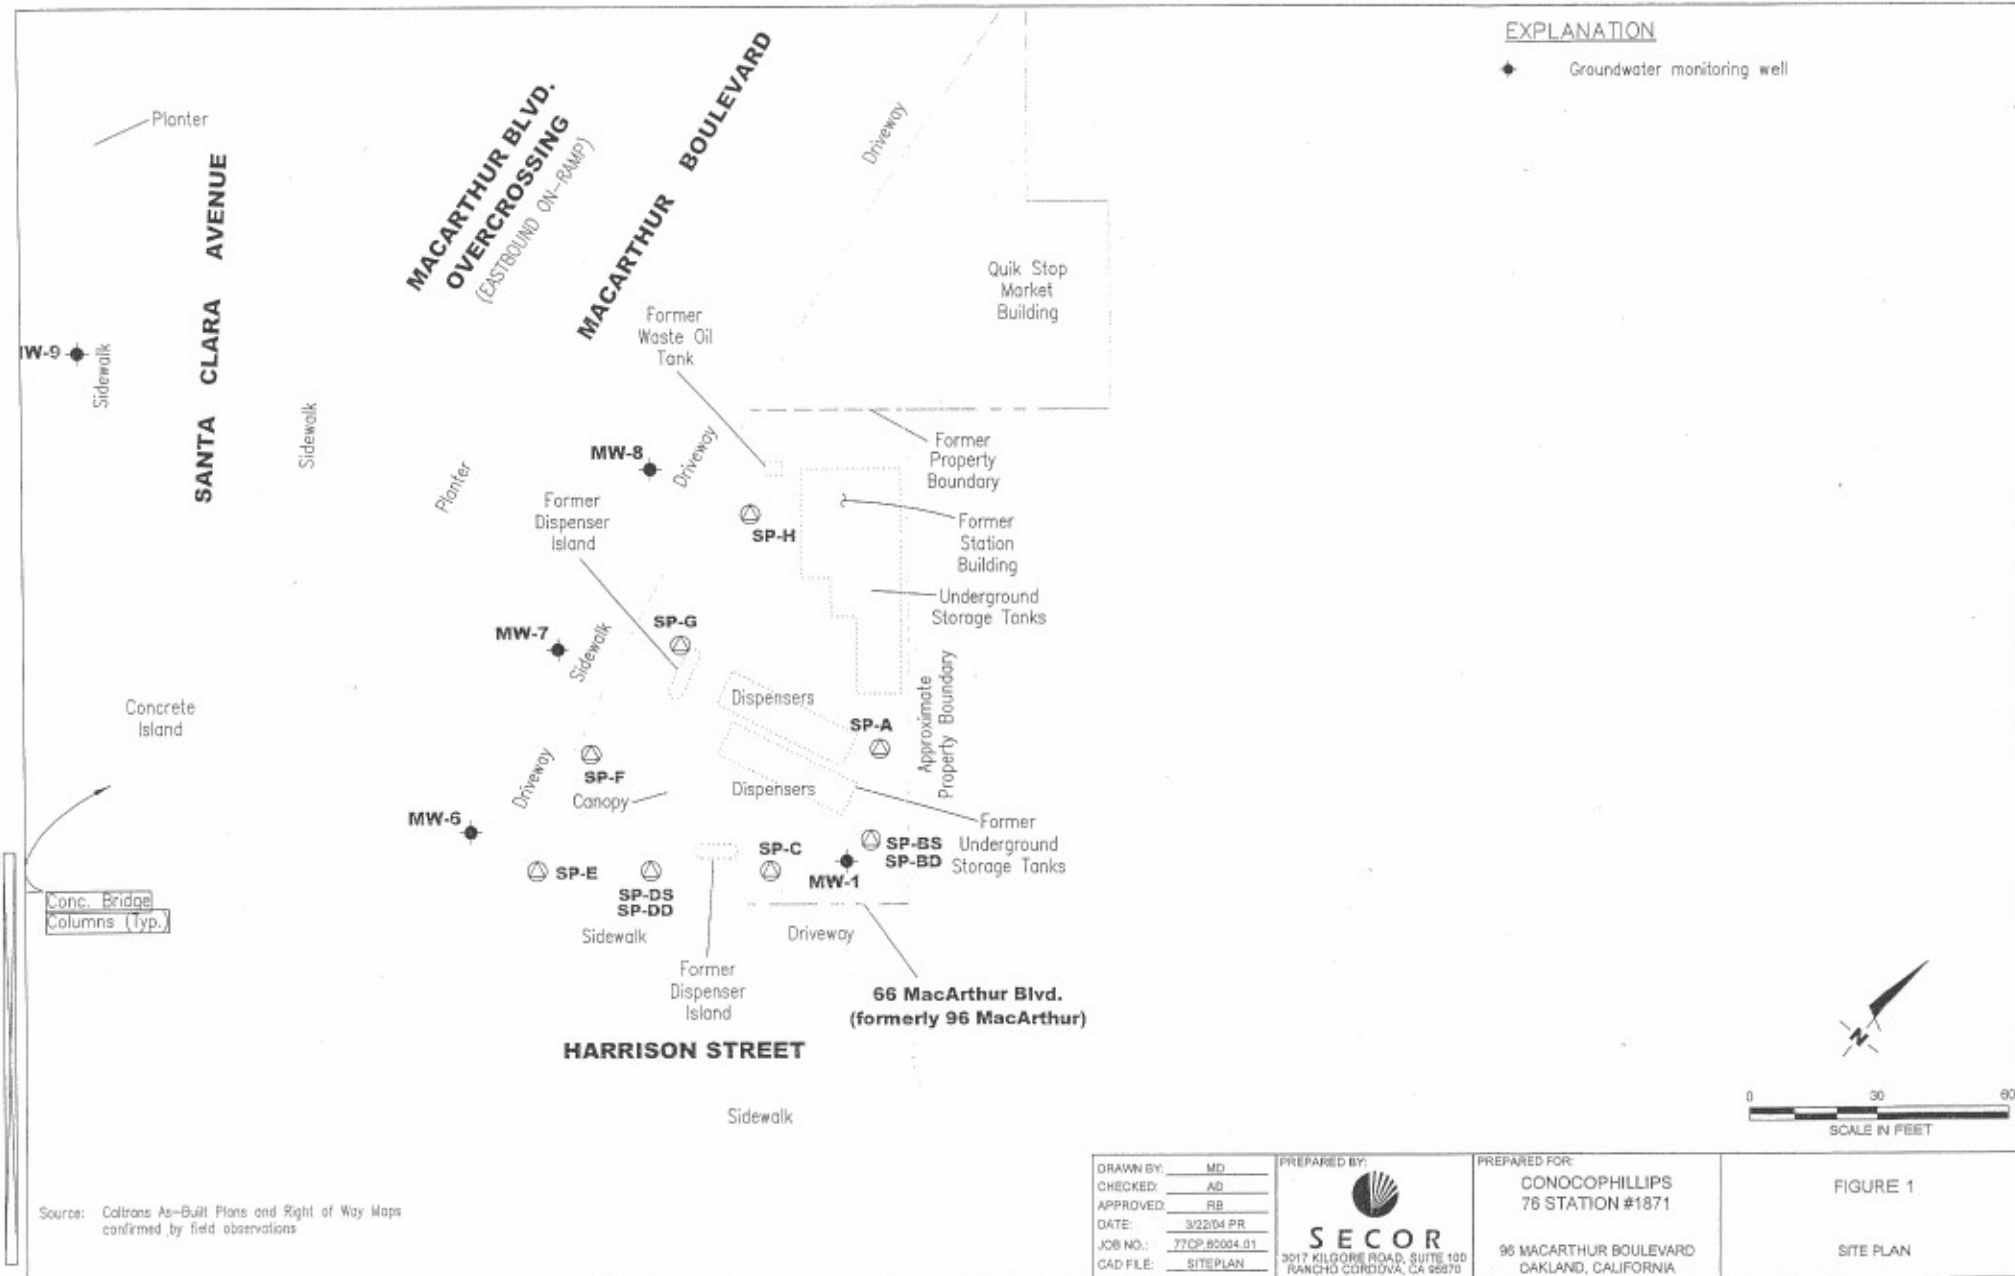 EXPLANATION
Groundwater monitoring well
Planter
SANTA CLARA AVENUE
MACARTHUR BLVD.
OVERCROSSING
(EASTBOUND ON-RAMP)
MACARTHUR BOULEVARD
Driveway
Quik Stop
Market
Building
Former
Waste Oil
Tank
IW-9
Sidewalk
Sidewalk
Planter
MW-8
Driveway
Former
Property
Boundary
Former
Dispenser
Island
SP-H
Former
Station
Building
Underground
Storage Tanks
SP-G
MW-7
Sidewalk
Dispensers
Approximate
Property Boundary
Concrete
Island
SP-A
Driveway
SP-F
Canopy
Dispensers
MW-6
Former
Underground
Storage Tanks
SP-C
SP-BS
SP-BD
SP-E
MW-1
SP-DS
SP-DD
Conc. Bridge
Columns (Typ.)
Sidewalk
Driveway
Former
Dispenser
Island
66 MacArthur Blvd.
(formerly 96 MacArthur)
HARRISON STREET
Sidewalk
N
0 30 60
SCALE IN FEET
Source: Caltrans As-Built Plans and Right of Way Maps
confirmed by field observations
DRAWN BY: MD
CHECKED: AD
APPROVED: RB
DATE: 3/22/04 PR
JOB NO.: 77CP.60004.01
CAD FILE: SITEPLAN
PREPARED BY:
SECOR
3017 KILGORE ROAD, SUITE 100
RANCHO CORDOVA, CA 95670
PREPARED FOR:
CONOCOPHILLIPS
76 STATION #1871
96 MACARTHUR BOULEVARD
OAKLAND, CALIFORNIA
FIGURE 1
SITE PLAN